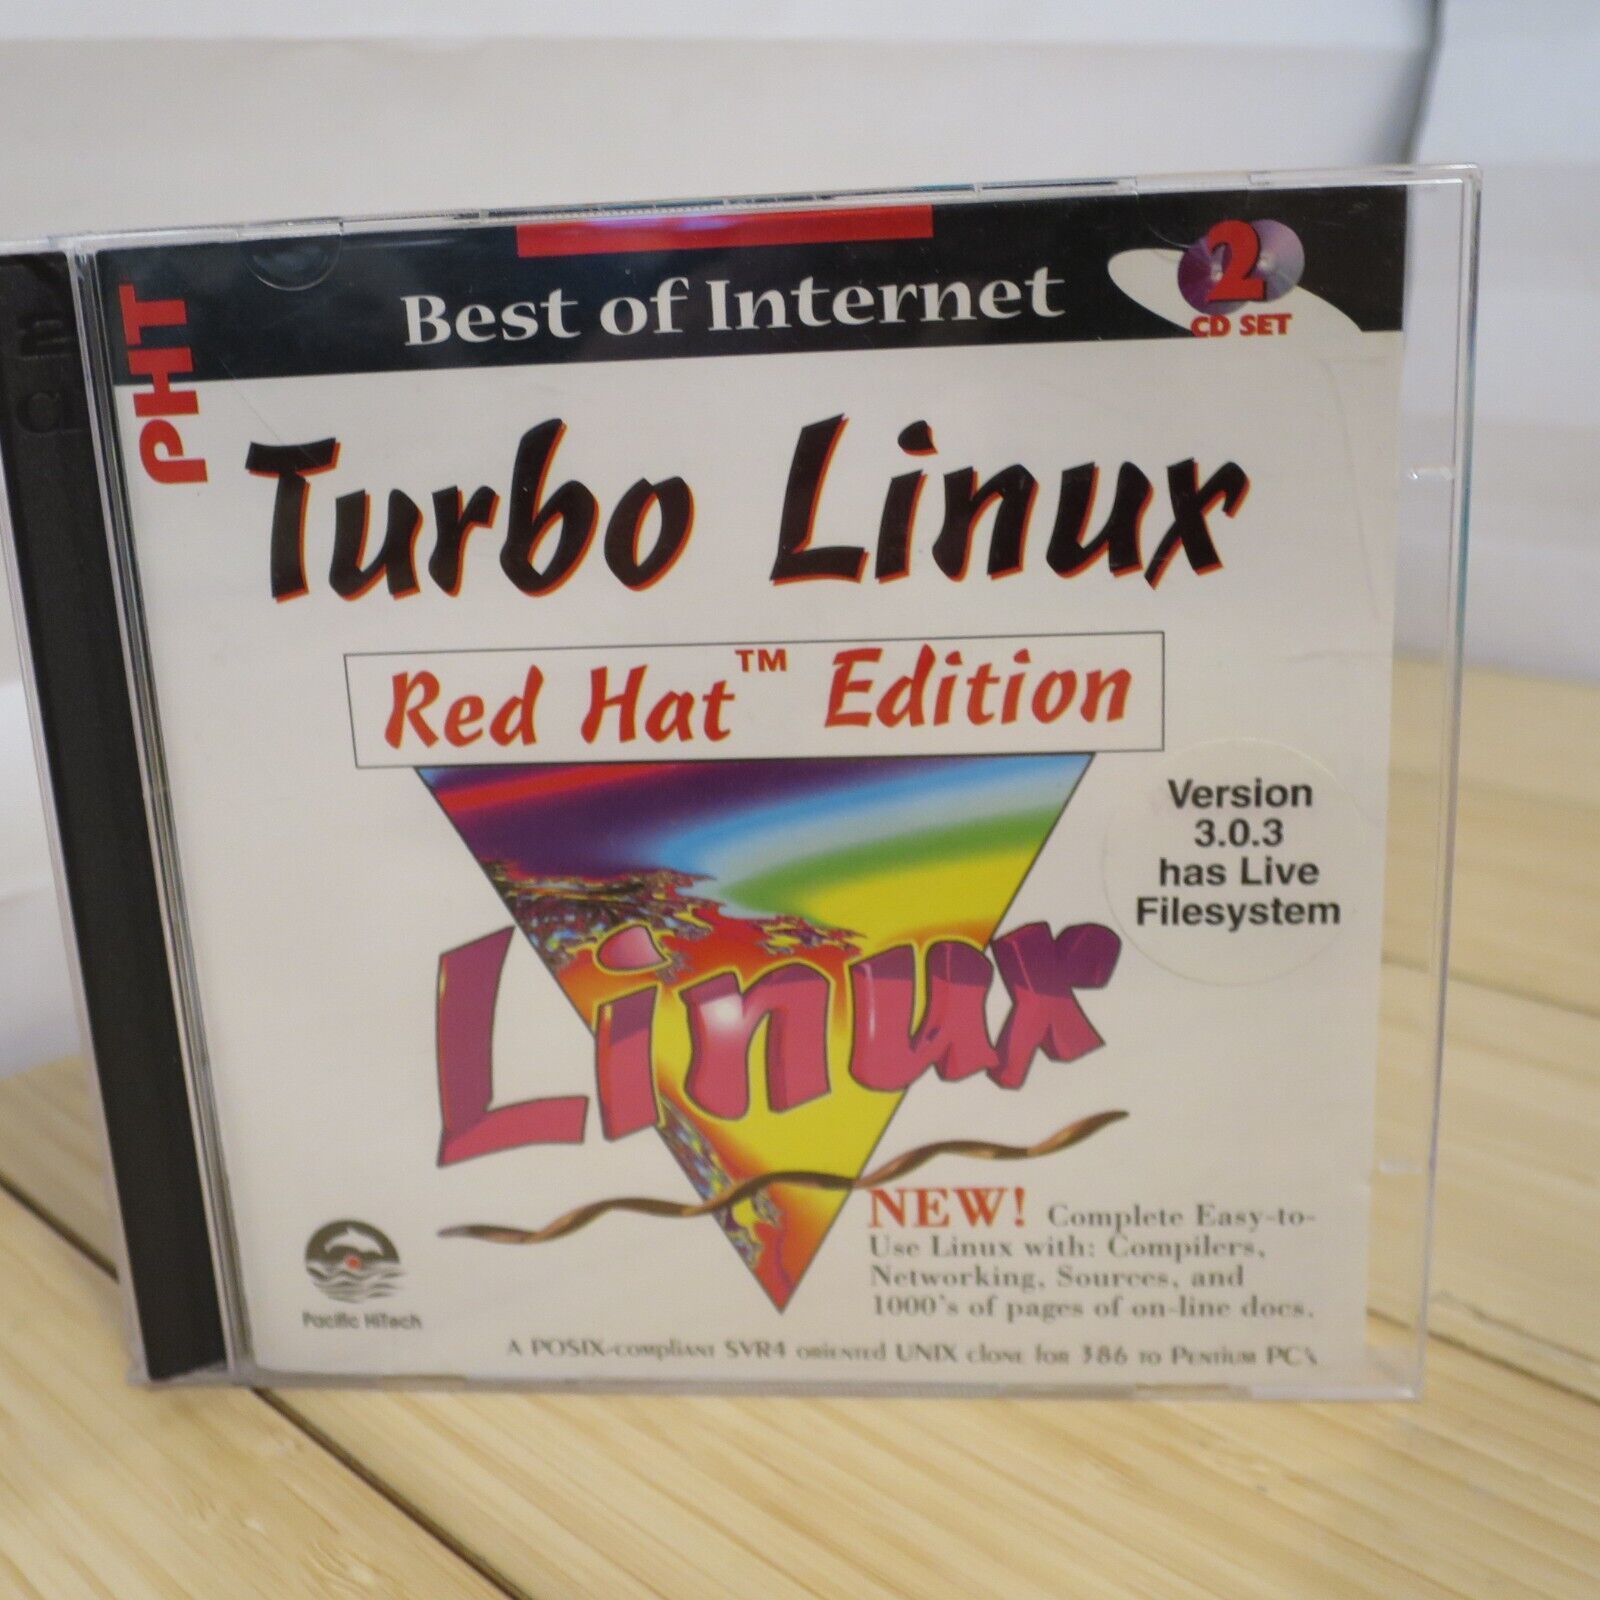 PHT
Best of Internet
2
CD SET
Turbo Linux
Red Hat™ Edition
Version
3.0.3
has Live
Filesystem
Linux
NEW! Complete Easy-to-
Use Linux with: Compilers,
Networking, Sources, and
1000's of pages of on-line docs.
Pacific HiTech
A POSIX-compliant SVR4 oriented UNIX clone for 386 to Pentium PC's